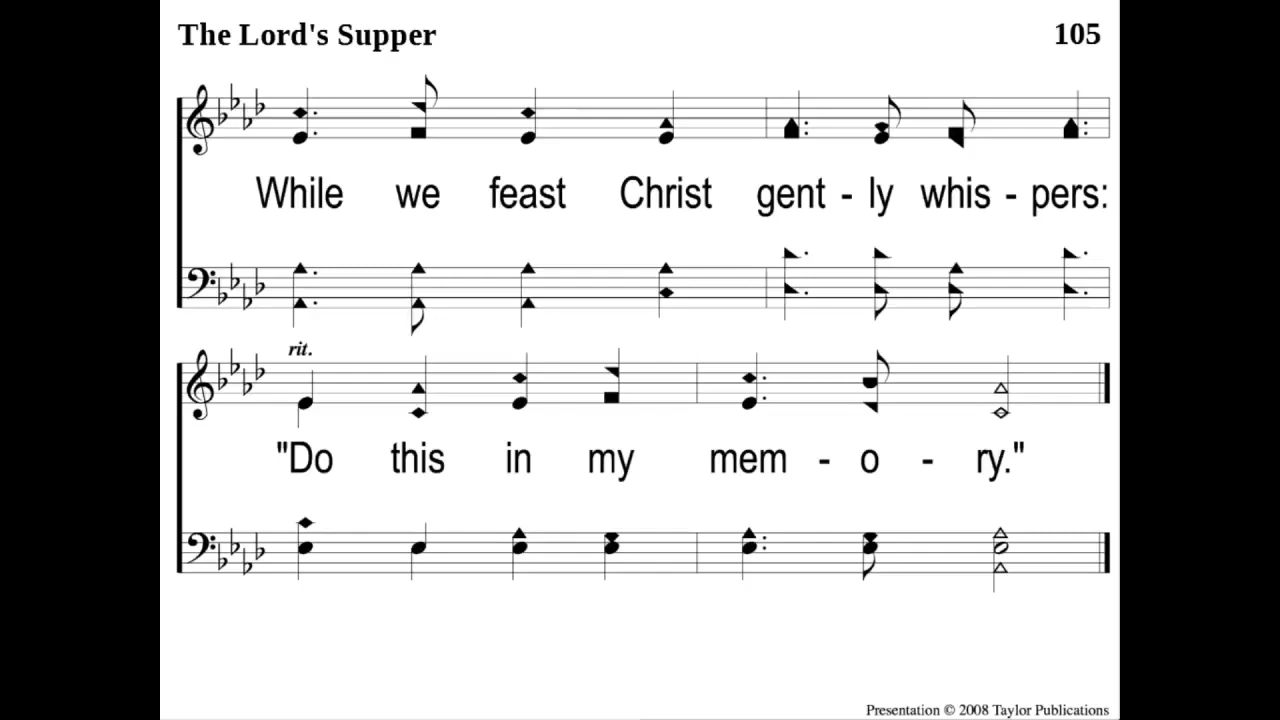 The Lord's Supper 105
While we feast Christ gent - ly whis - pers:
rit.
"Do this in my mem - o - ry."
Presentation © 2008 Taylor Publications